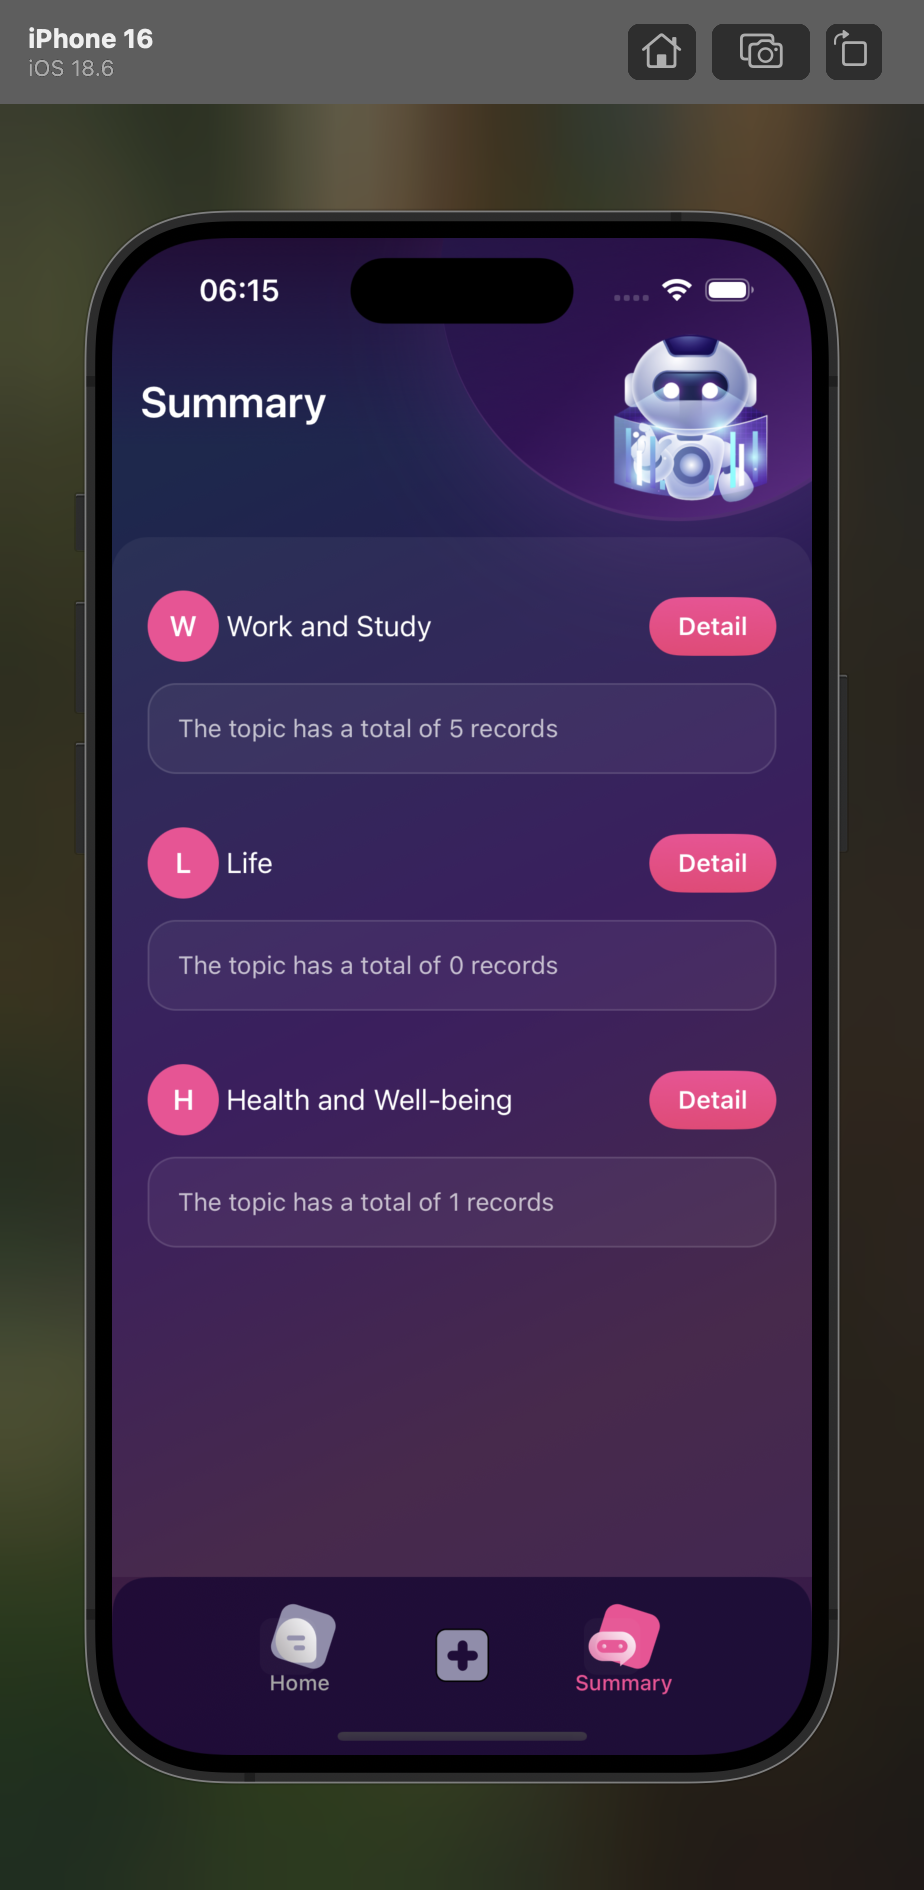 iPhone 16
iOS 18.6
06:15
Summary
W Work and Study Detail
The topic has a total of 5 records
L Life Detail
The topic has a total of 0 records
H Health and Well-being Detail
The topic has a total of 1 records
Home Summary